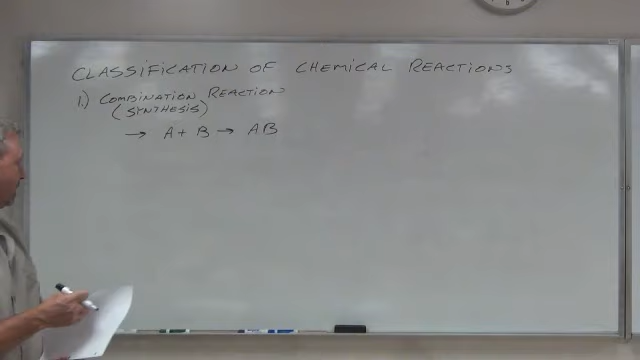 CLASSIFICATION OF CHEMICAL REACTIONS
1.) COMBINATION REACTION
(SYNTHESIS)
→ A + B → AB